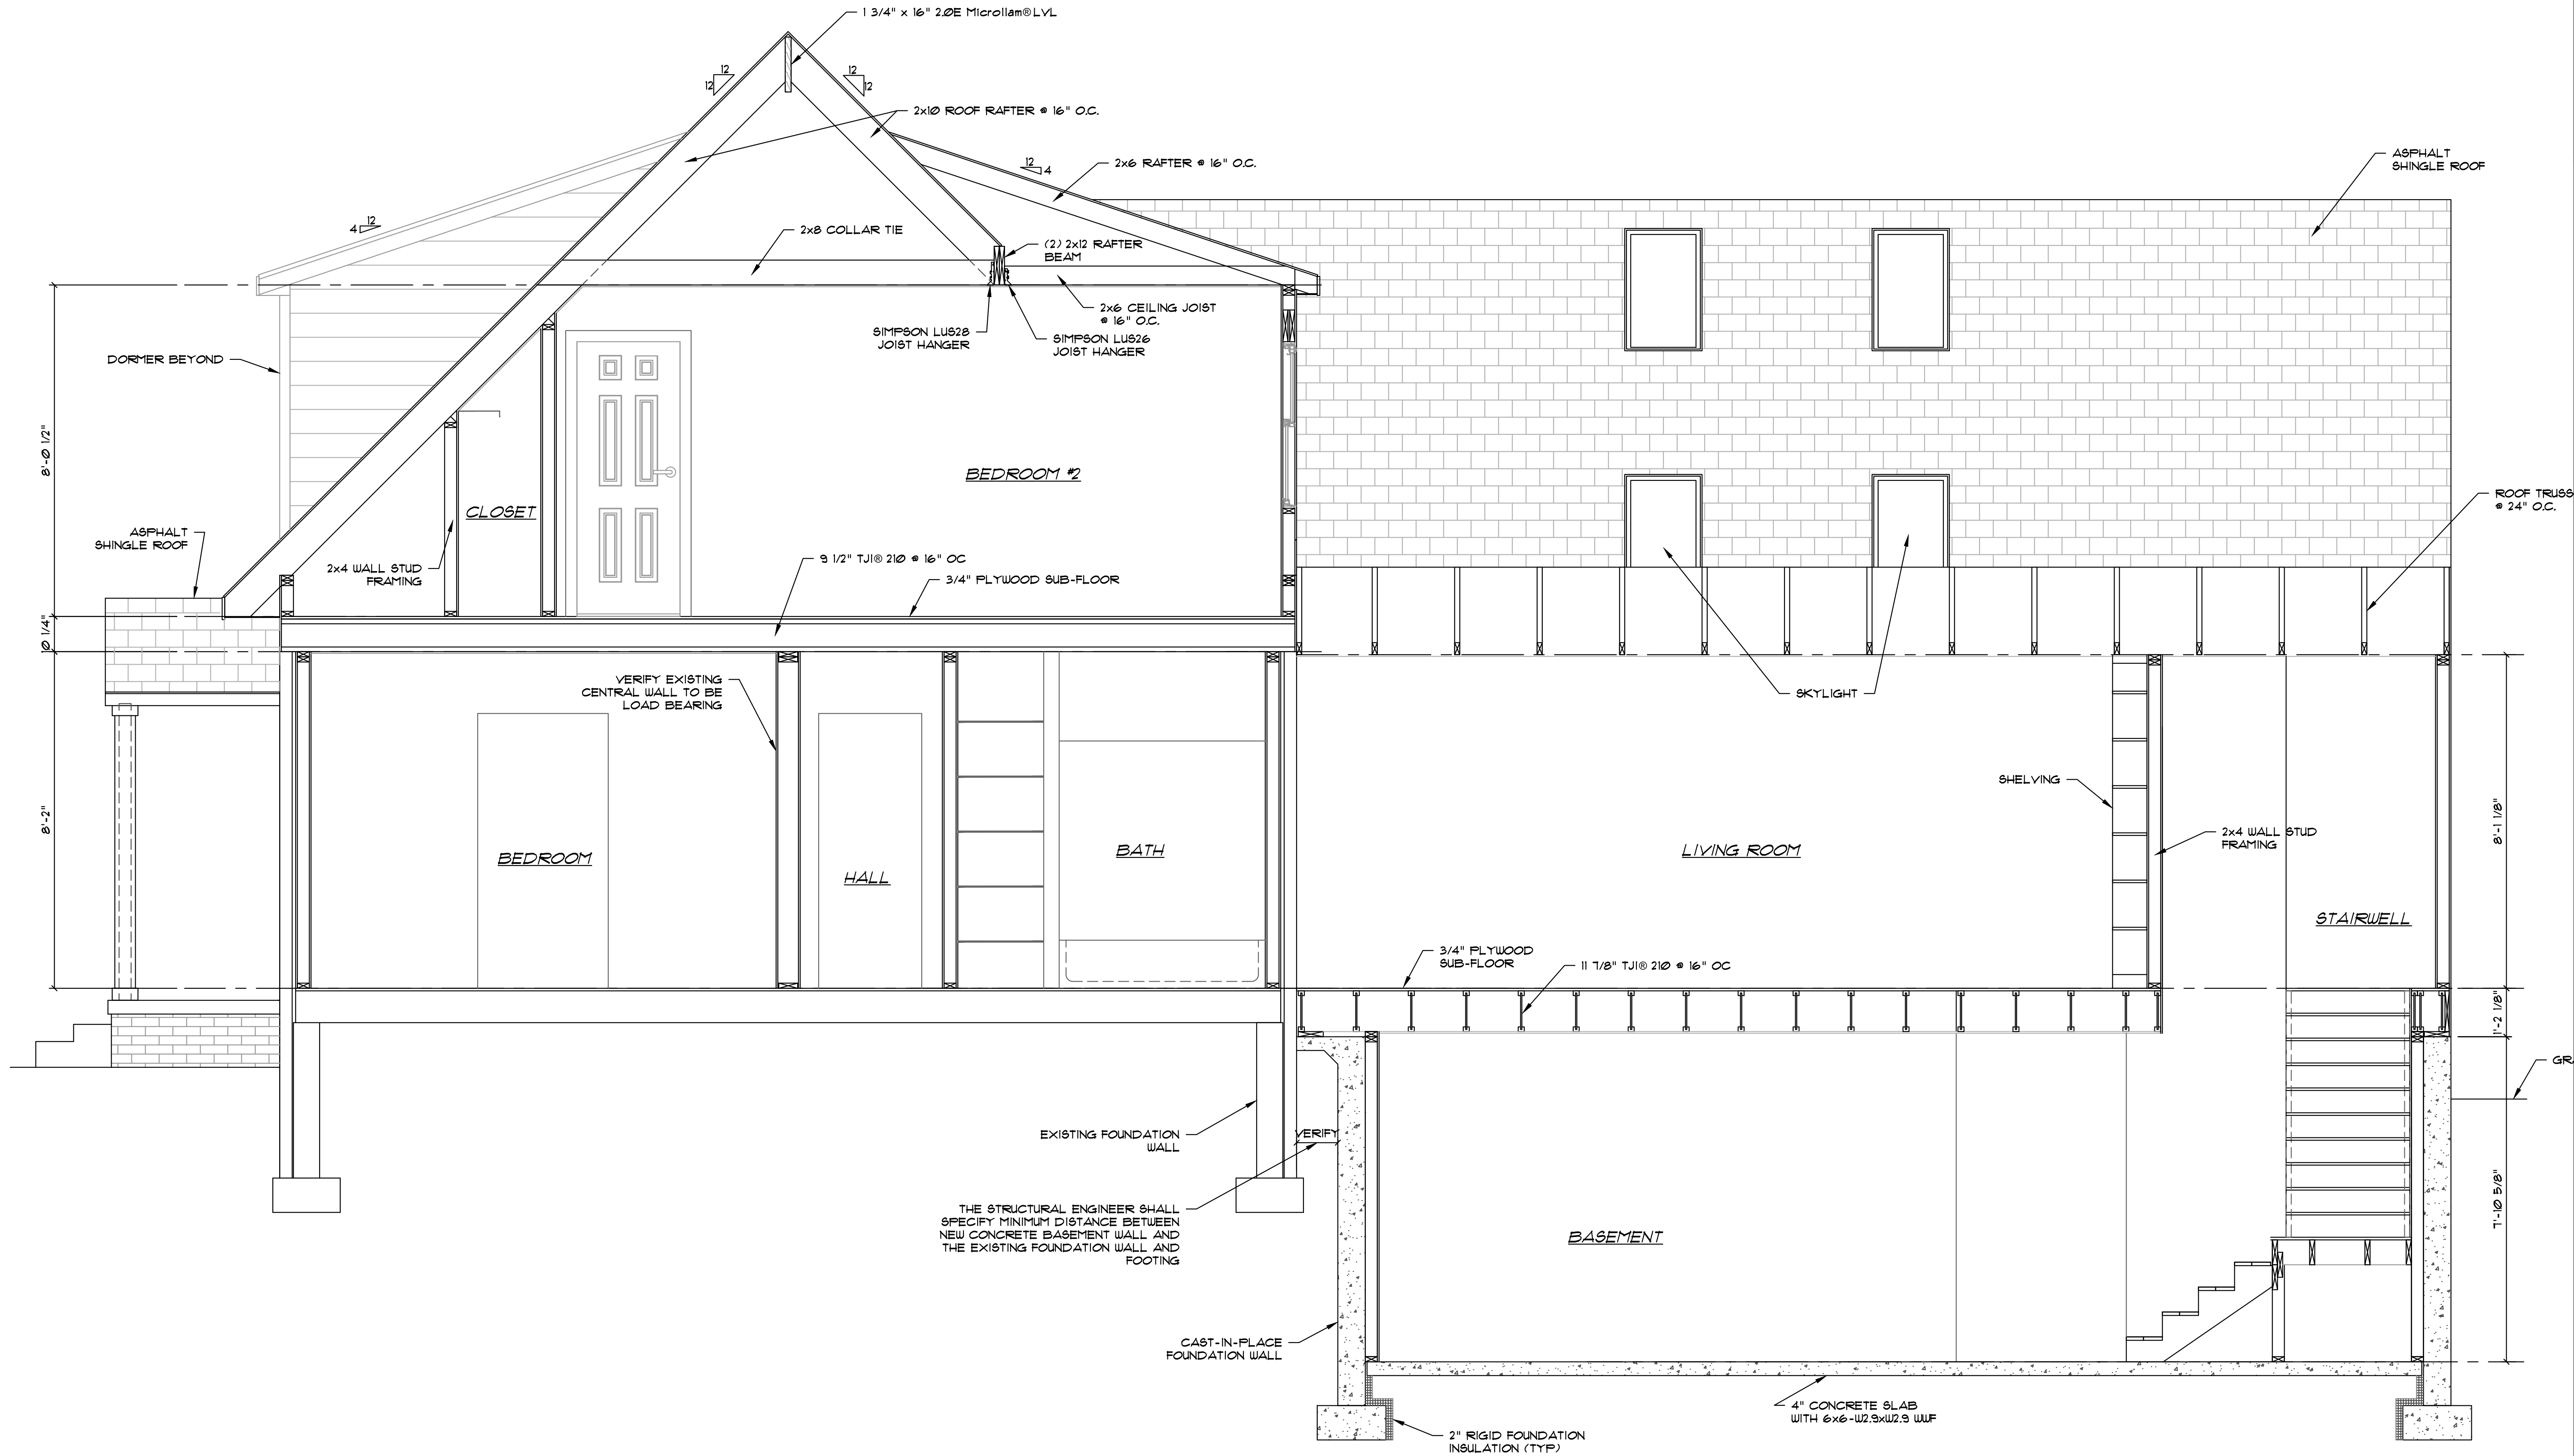 1 3/4" x 16" 2.0E Microllam® LVL
12
12
12
12
2x10 ROOF RAFTER @ 16" O.C.
12
4
2x6 RAFTER @ 16" O.C.
ASPHALT
SHINGLE ROOF
12
4
2x8 COLLAR TIE
(2) 2x12 RAFTER
BEAM
2x6 CEILING JOIST
@ 16" O.C.
SIMPSON LUS28
JOIST HANGER
SIMPSON LUS26
JOIST HANGER
DORMER BEYOND
8'-0 1/2"
BEDROOM #2
CLOSET
ROOF TRUSS
@ 24" O.C.
ASPHALT
SHINGLE ROOF
2x4 WALL STUD
FRAMING
9 1/2" TJI® 210 @ 16" OC
3/4" PLYWOOD SUB-FLOOR
0 1/4"
VERIFY EXISTING
CENTRAL WALL TO BE
LOAD BEARING
SKYLIGHT
SHELVING
8'-2"
8'-1 1/8"
2x4 WALL STUD
FRAMING
BEDROOM
HALL
BATH
LIVING ROOM
STAIRWELL
3/4" PLYWOOD
SUB-FLOOR
11 7/8" TJI® 210 @ 16" OC
1'-2 1/8"
EXISTING FOUNDATION
WALL
VERIFY
7'-10 5/8"
THE STRUCTURAL ENGINEER SHALL
SPECIFY MINIMUM DISTANCE BETWEEN
NEW CONCRETE BASEMENT WALL AND
THE EXISTING FOUNDATION WALL AND
FOOTING
BASEMENT
CAST-IN-PLACE
FOUNDATION WALL
4" CONCRETE SLAB
WITH 6x6-W2.9xW2.9 WWF
2" RIGID FOUNDATION
INSULATION (TYP)